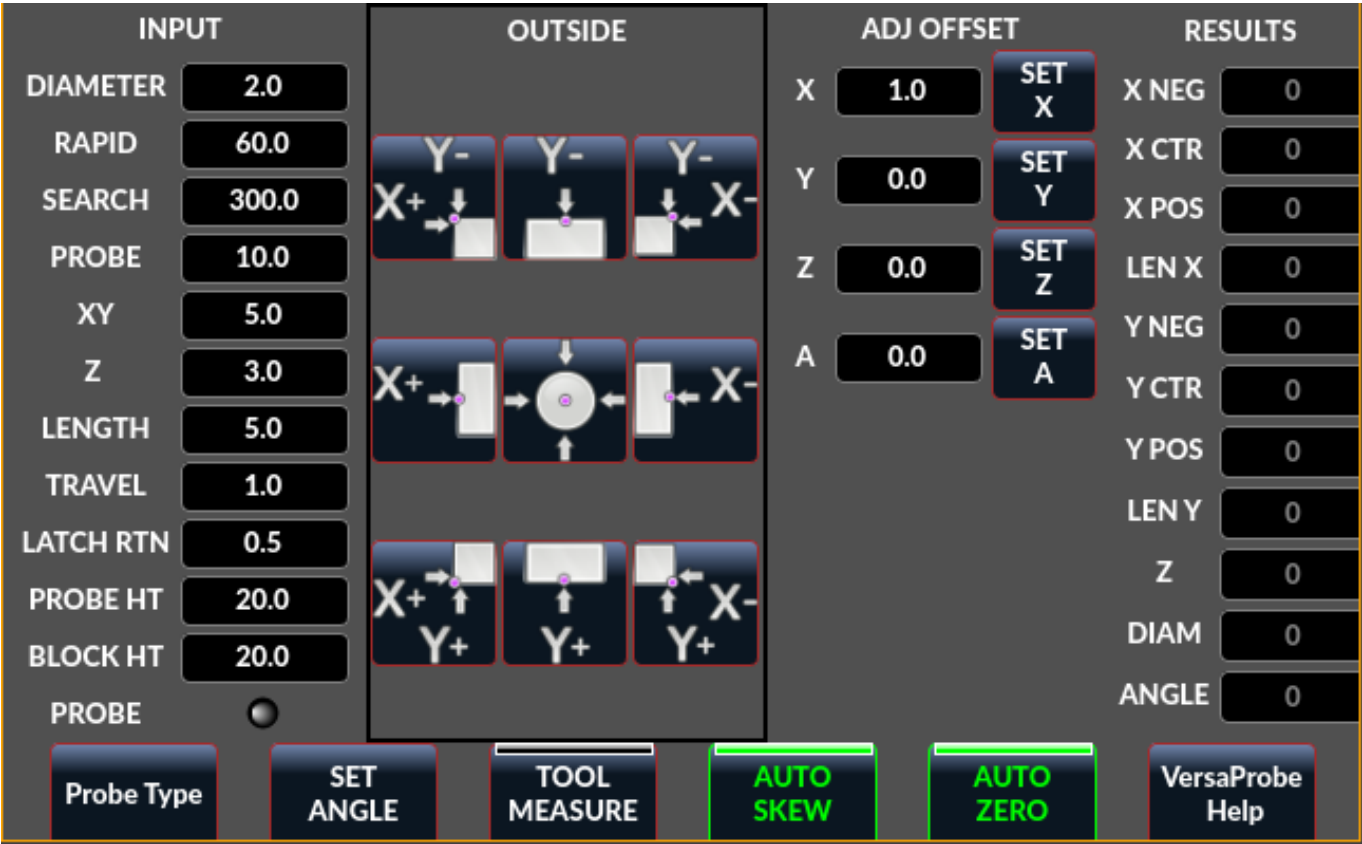 INPUT
DIAMETER 2.0
RAPID 60.0
SEARCH 300.0
PROBE 10.0
XY 5.0
Z 3.0
LENGTH 5.0
TRAVEL 1.0
LATCH RTN 0.5
PROBE HT 20.0
BLOCK HT 20.0
PROBE
OUTSIDE
Y-
X+
Y-
Y-
X-
X+
X-
X+
Y+
Y+
X-
Y+
ADJ OFFSET
X 1.0 SET X
Y 0.0 SET Y
Z 0.0 SET Z
A 0.0 SET A
RESULTS
X NEG 0
X CTR 0
X POS 0
LEN X 0
Y NEG 0
Y CTR 0
Y POS 0
LEN Y 0
Z 0
DIAM 0
ANGLE 0
Probe Type
SET
ANGLE
TOOL
MEASURE
AUTO
SKEW
AUTO
ZERO
VersaProbe
Help